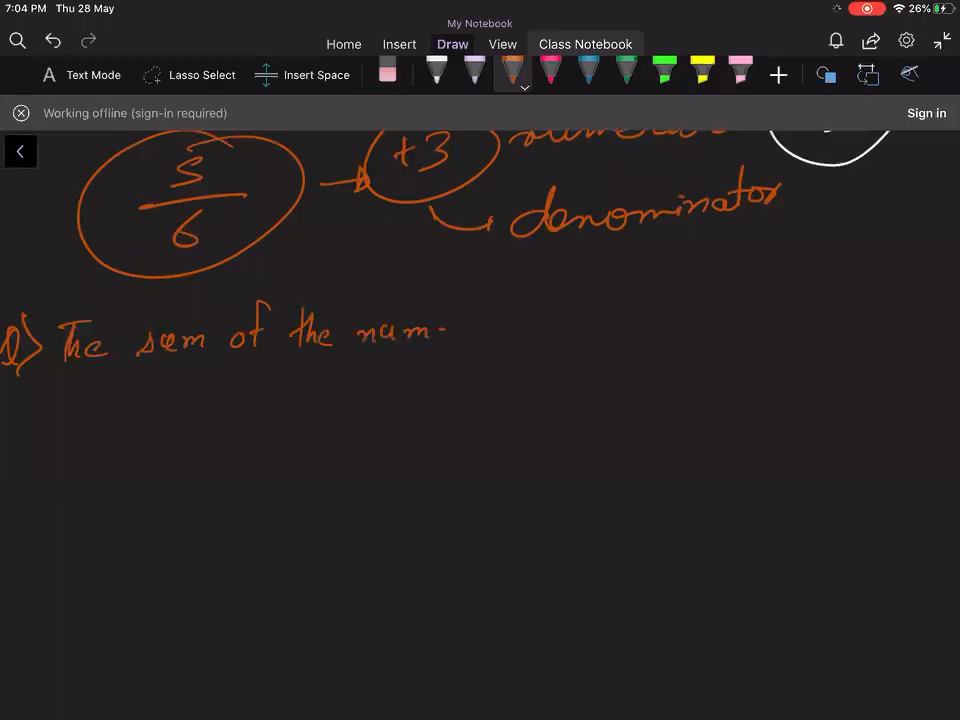 7:04 PM Thu 28 May
26%
My Notebook
Home Insert Draw View Class Notebook
Text Mode Lasso Select Insert Space
Working offline (sign-in required) Sign in
5
+3
6
denominator
Q> The sum of the num-